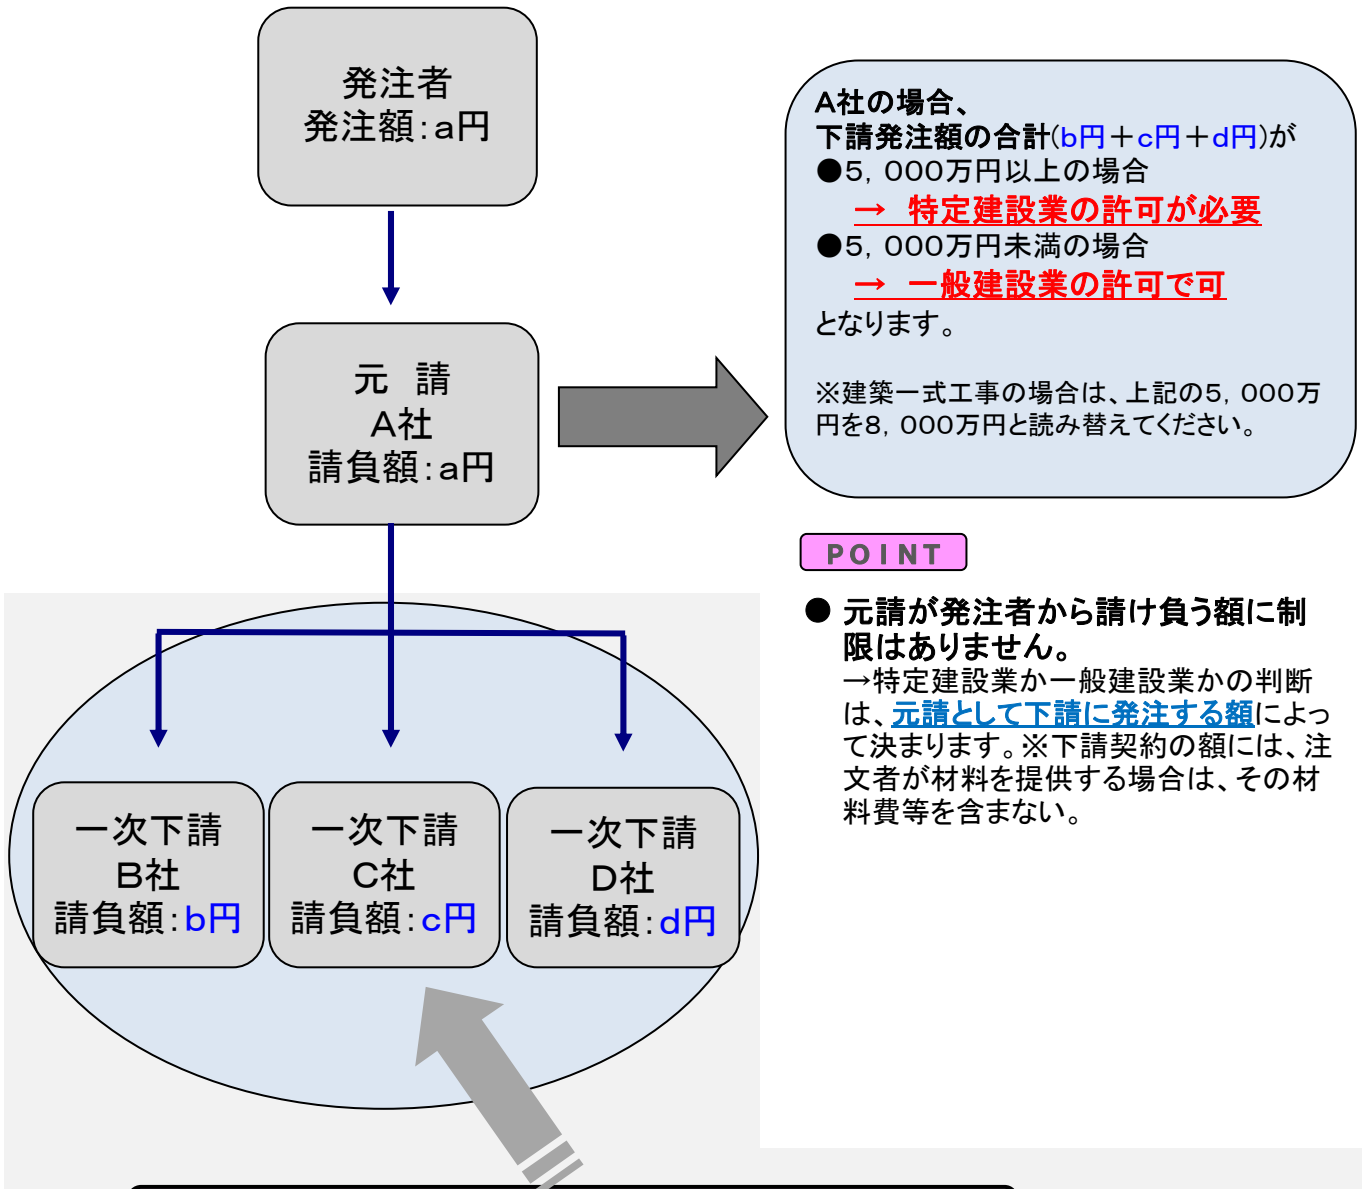 発注者
発注額：a円
元　請
A社
請負額：a円
一次下請
B社
請負額：b円
一次下請
C社
請負額：c円
一次下請
D社
請負額：d円
A社の場合、
下請発注額の合計(b円＋c円＋d円)が
●5，000万円以上の場合
→　特定建設業の許可が必要
●5，000万円未満の場合
→　一般建設業の許可で可
となります。
※建築一式工事の場合は、上記の5，000万
円を8，000万円と読み替えてください。
POINT
● 元請が発注者から請け負う額に制
限はありません。
→特定建設業か一般建設業かの判断
は、元請として下請に発注する額によっ
て決まります。※下請契約の額には、注
文者が材料を提供する場合は、その材
料費等を含まない。